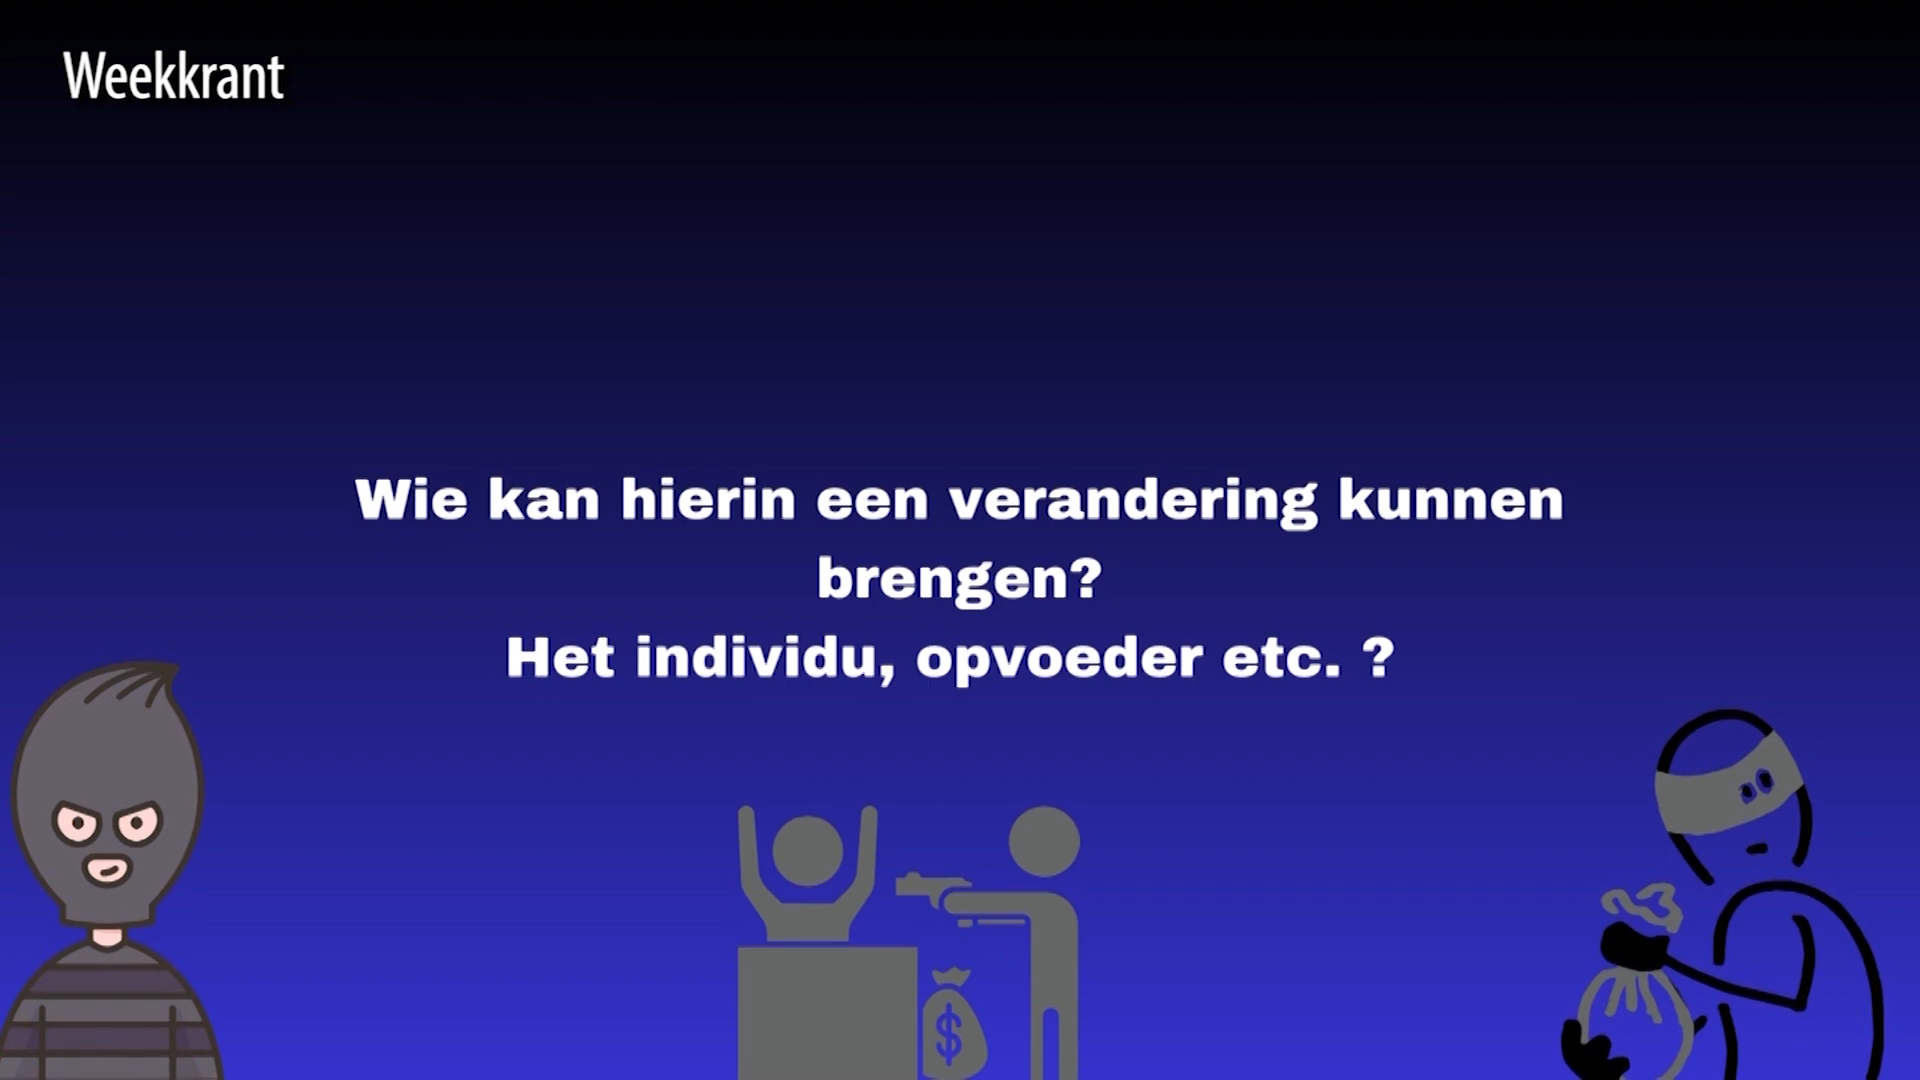 Weekkrant
Wie kan hierin een verandering kunnen
brengen?
Het individu, opvoeder etc. ?
$